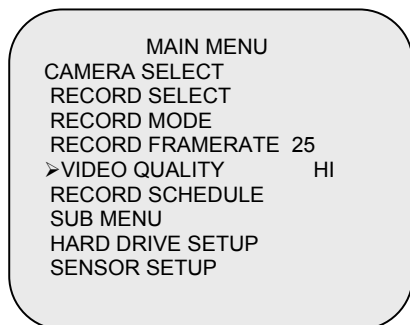 MAIN MENU
CAMERA SELECT
RECORD SELECT
RECORD MODE
RECORD FRAMERATE 25
➢VIDEO QUALITY HI
RECORD SCHEDULE
SUB MENU
HARD DRIVE SETUP
SENSOR SETUP